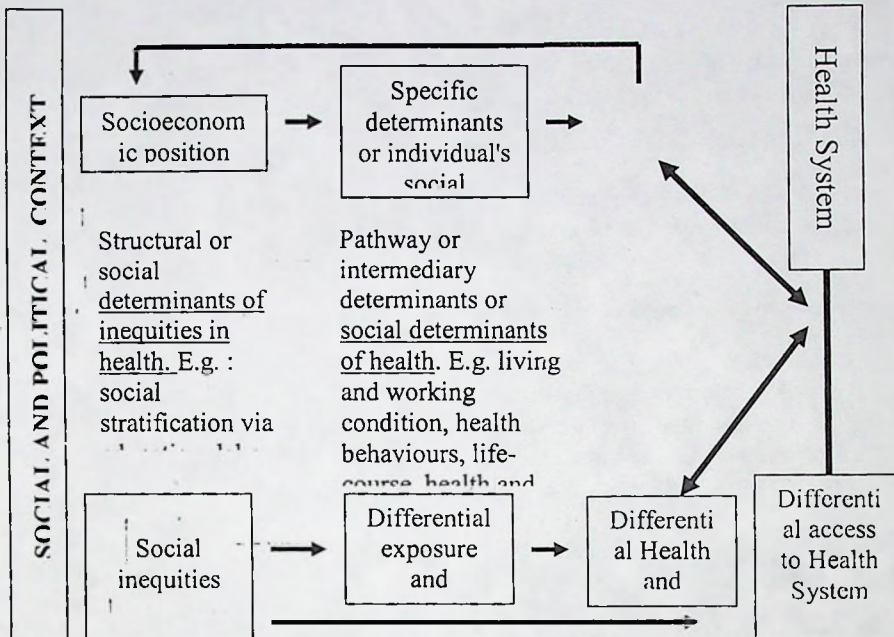 SOCIAL AND POLITICAL CONTEXT
Socioeconom
ic position
Specific
determinants
or individual's
social
Health System
Structural or
social
determinants of
inequities in
health. E.g. :
social
stratification via
Pathway or
intermediary
determinants or
social determinants
of health. E.g. living
and working
condition, health
behaviours, life-
course, health and
Social
inequities
Differential
exposure
and
Differenti
al Health
and
Differenti
al access
to Health
System